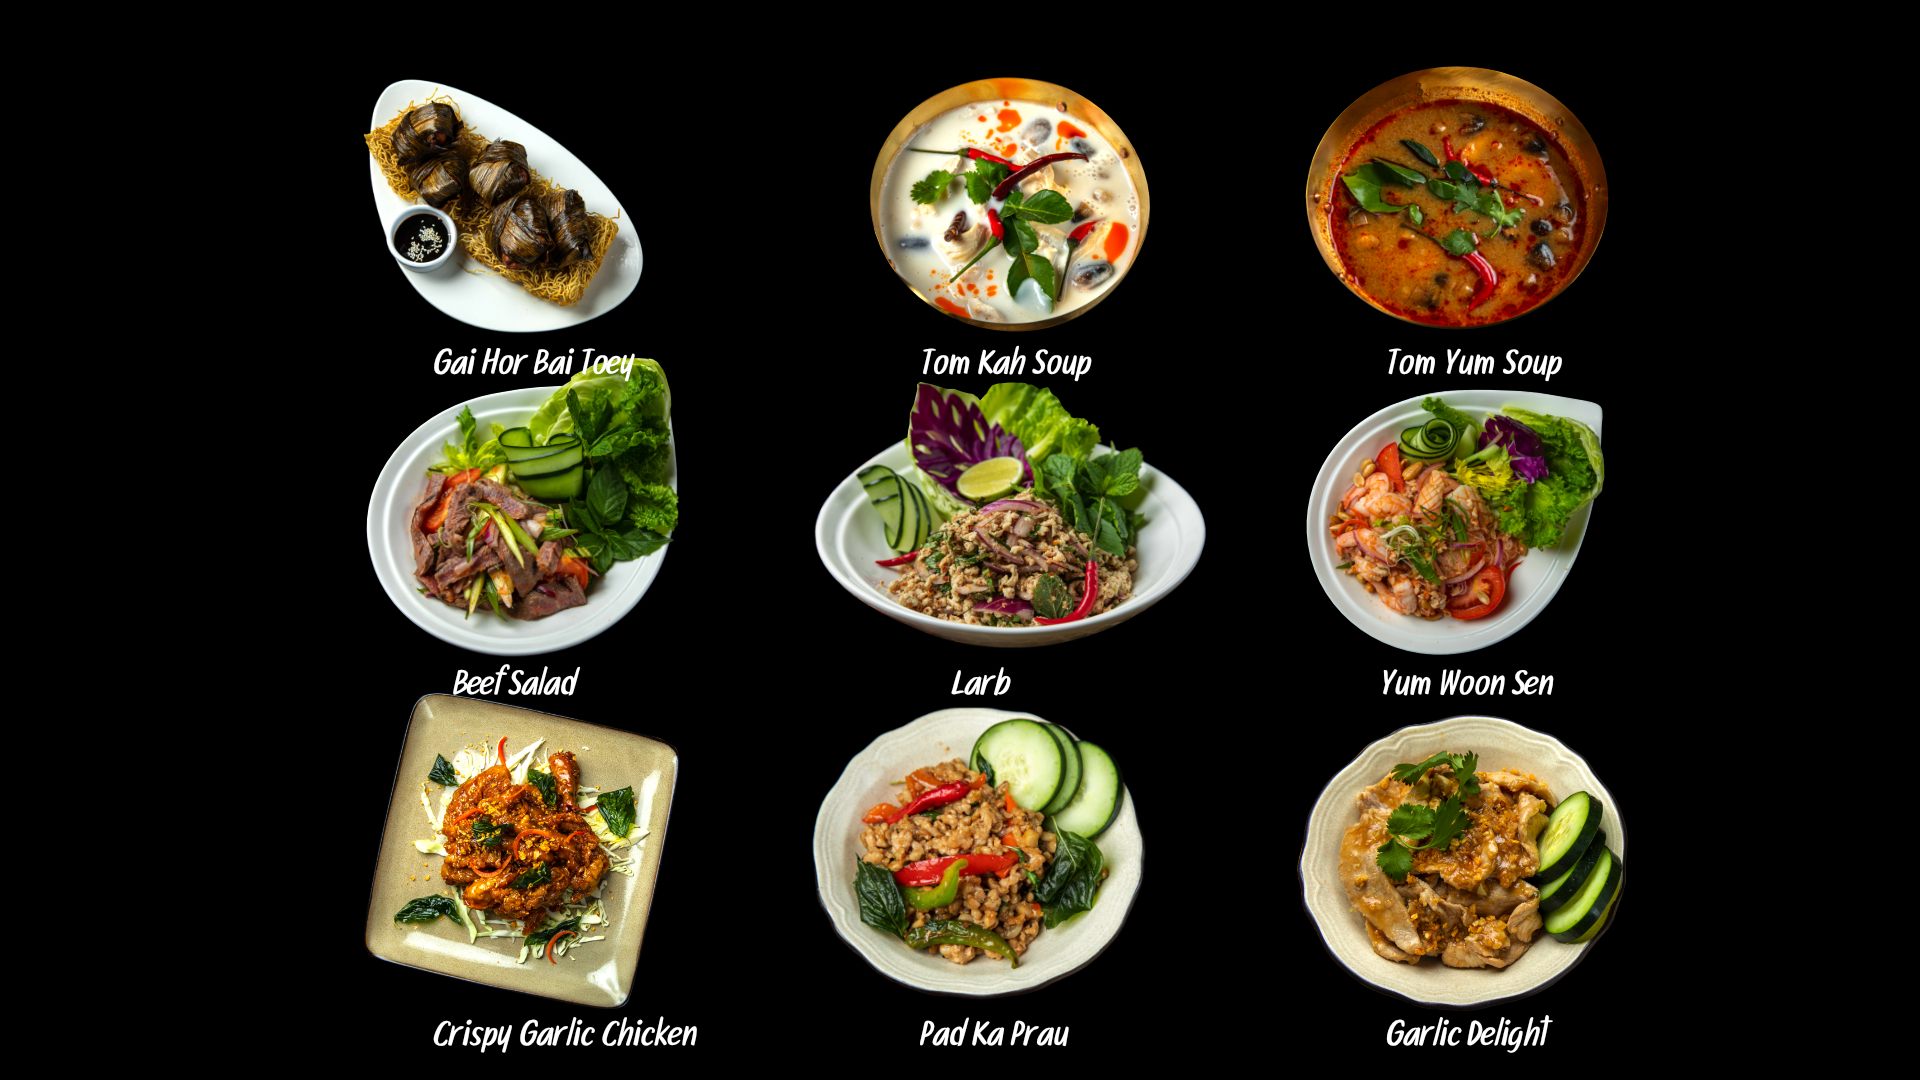 Gai Hor Bai Toey
Tom Kah Soup
Tom Yum Soup
Beef Salad
Larb
Yum Woon Sen
Crispy Garlic Chicken
Pad Ka Prau
Garlic Delight